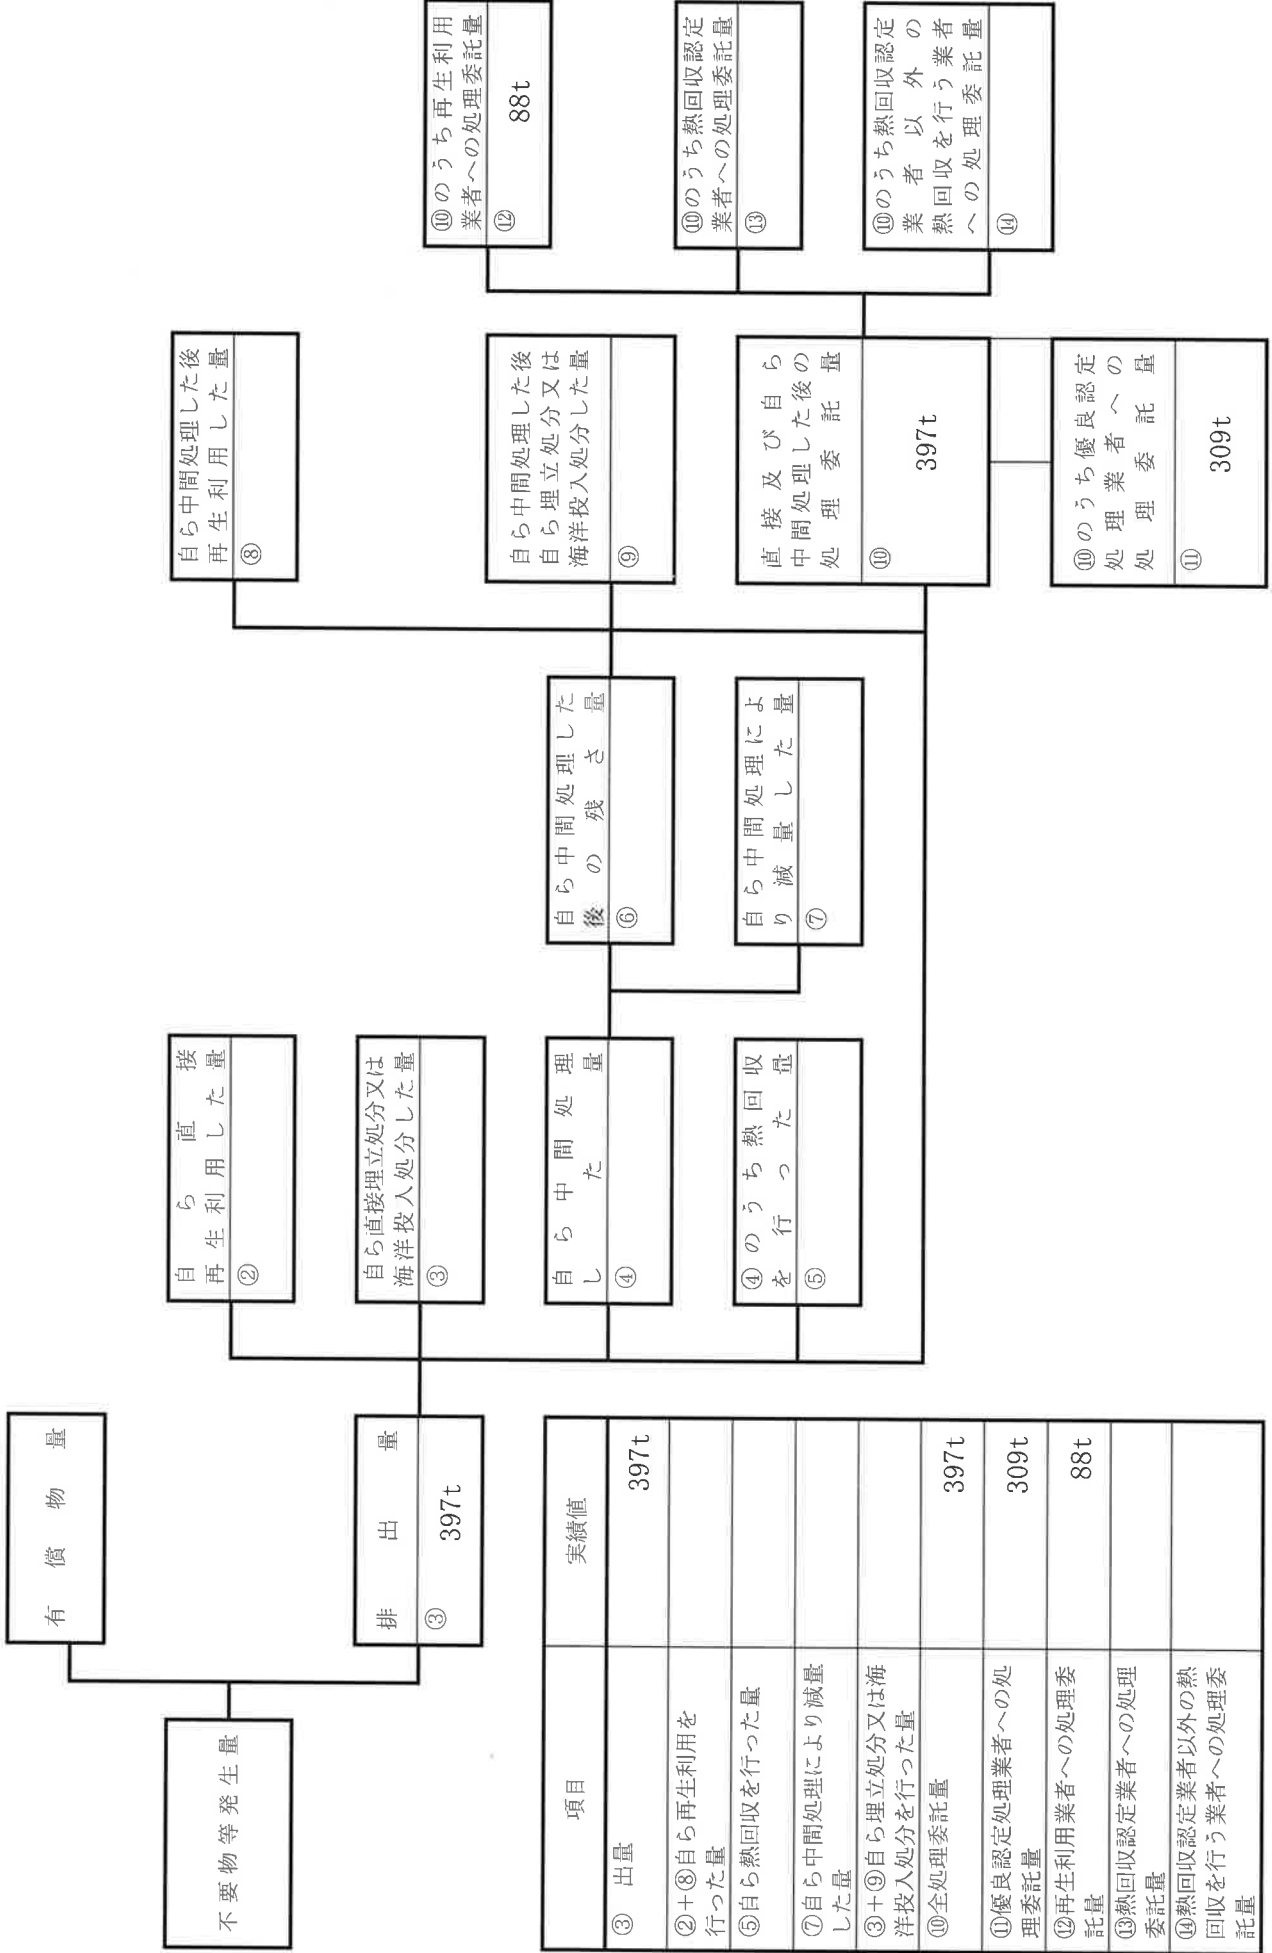 有償物量
不要物等発生量
排出量
③
397t
自ら直接
再生利用した量
②
自ら直接埋立処分又は
海洋投入処分した量
③
自ら中間処理
した量
④
④のうち熱回収
を行った量
⑤
自ら中間処理した
後の残さ量
⑥
自ら中間処理によ
り減量した量
⑦
自ら中間処理した後
再生利用した量
⑧
自ら中間処理した後
自ら埋立処分又は
海洋投入処分した量
⑨
直接及び自ら
中間処理した後の
処理委託量
⑩
397t
⑩のうち優良認定
処理業者への
処理委託量
⑪
309t
⑩のうち再生利用
業者への処理委託量
⑫
88t
⑩のうち熱回収認定
業者への処理委託量
⑬
⑩のうち熱回収認定
業者以外の
熱回収を行う業者
への処理委託量
⑭
項目 実績値
③ 出量 397t
②＋⑧自ら再生利用を
行った量
⑤自ら熱回収を行った量
⑦自ら中間処理により減量
した量
③＋⑨自ら埋立処分又は海
洋投入処分を行った量
⑩全処理委託量 397t
⑪優良認定処理業者への処
理委託量 309t
⑫再生利用業者への処理委
託量 88t
⑬熱回収認定業者への処理
委託量
⑭熱回収認定業者以外の熱
回収を行う業者への処理委
託量